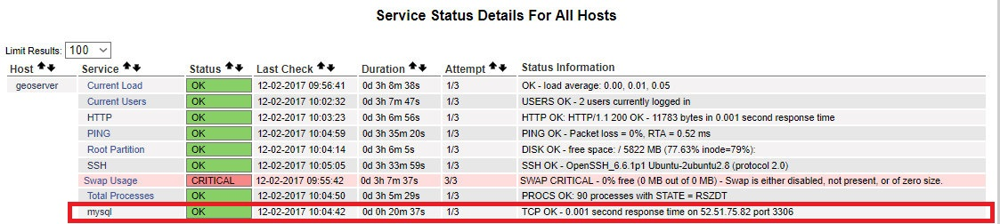 Service Status Details For All Hosts
Limit Results: 100
Host Service Status Last Check Duration Attempt Status Information
geoserver Current Load OK 12-02-2017 09:56:41 0d 3h 8m 38s 1/3 OK - load average: 0.00, 0.01, 0.05
Current Users OK 12-02-2017 10:02:32 0d 3h 7m 47s 1/3 USERS OK - 2 users currently logged in
HTTP OK 12-02-2017 10:03:23 0d 3h 6m 56s 1/3 HTTP OK: HTTP/1.1 200 OK - 11783 bytes in 0.001 second response time
PING OK 12-02-2017 10:04:59 0d 3h 35m 20s 1/3 PING OK - Packet loss = 0%, RTA = 0.52 ms
Root Partition OK 12-02-2017 10:04:14 0d 3h 6m 5s 1/3 DISK OK - free space: / 5822 MB (77.63% inode=79%):
SSH OK 12-02-2017 10:05:05 0d 3h 33m 59s 1/3 SSH OK - OpenSSH_6.6.1p1 Ubuntu-2ubuntu2.8 (protocol 2.0)
Swap Usage CRITICAL 12-02-2017 09:55:42 0d 3h 7m 37s 3/3 SWAP CRITICAL - 0% free (0 MB out of 0 MB) - Swap is either disabled, not present, or of zero size.
Total Processes OK 12-02-2017 10:04:50 0d 3h 5m 29s 1/3 PROCS OK: 90 processes with STATE = RSZDT
mysql OK 12-02-2017 10:04:42 0d 0h 20m 37s 1/3 TCP OK - 0.001 second response time on 52.51.75.82 port 3306